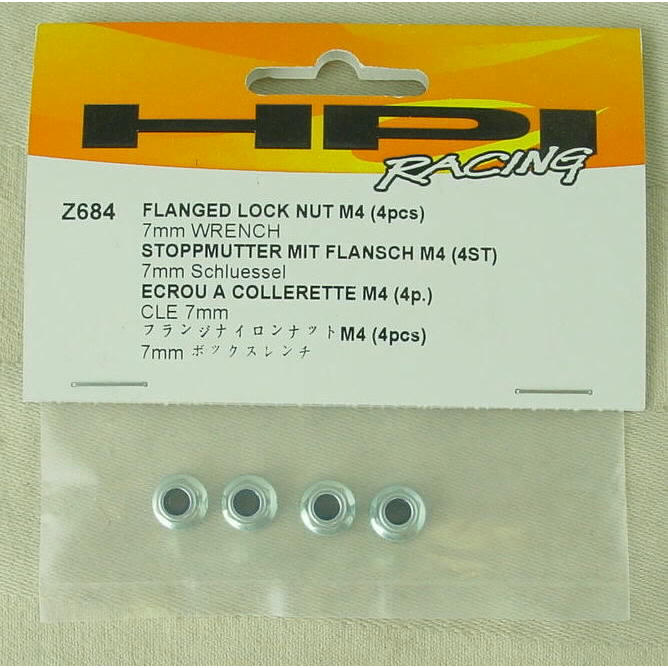 HPI
RACING
Z684 FLANGED LOCK NUT M4 (4pcs)
7mm WRENCH
STOPPMUTTER MIT FLANSCH M4 (4ST)
7mm Schluessel
ECROU A COLLERETTE M4 (4p.)
CLE 7mm
フランジナイロンナットM4 (4pcs)
7mm ボックスレンチ